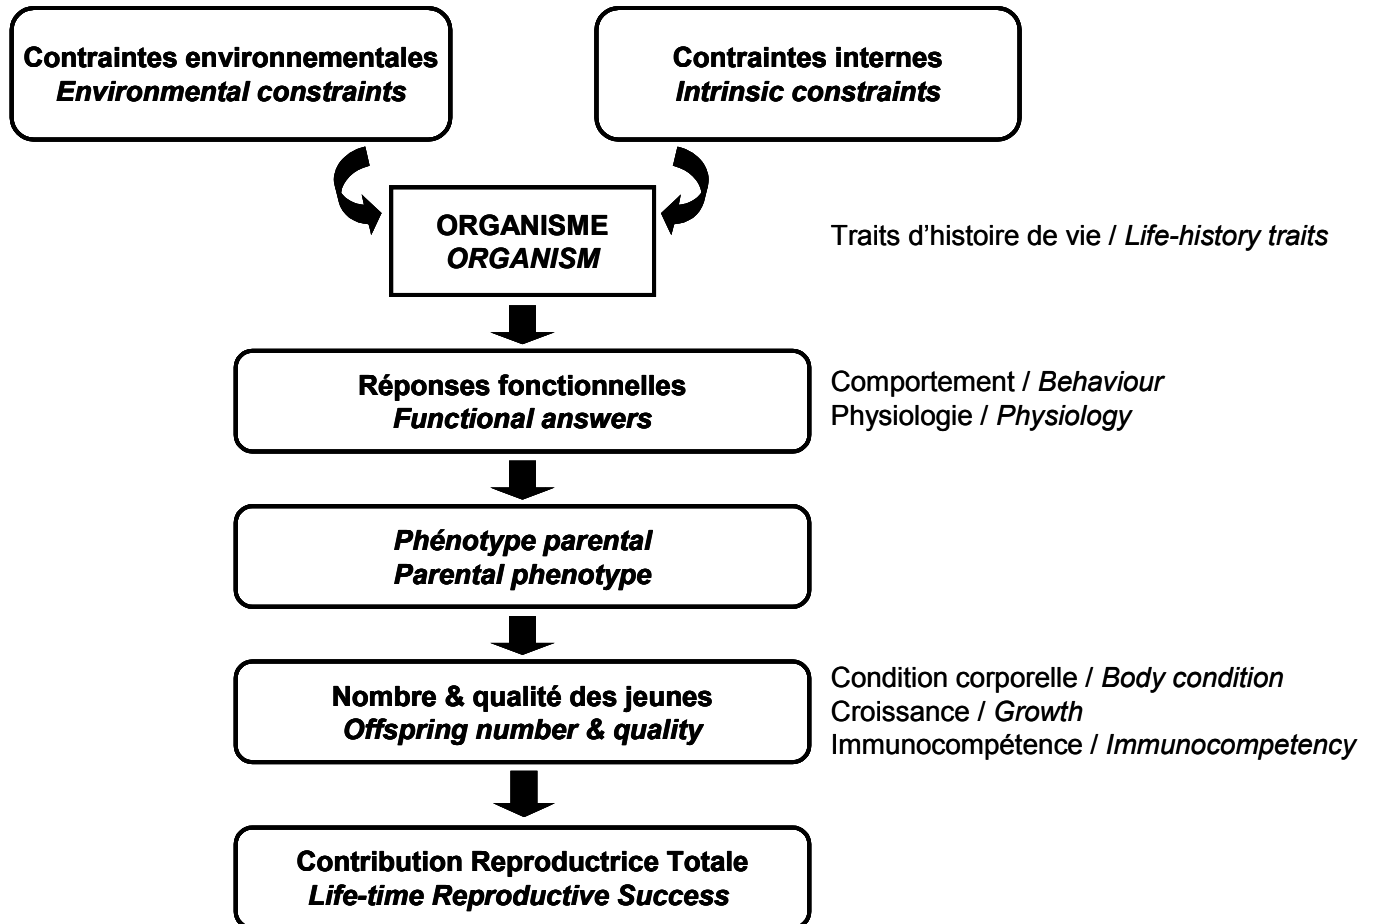 Contraintes environnementales
Environmental constraints
Contraintes internes
Intrinsic constraints
ORGANISME
ORGANISM
Traits d’histoire de vie / Life-history traits
Réponses fonctionnelles
Functional answers
Comportement / Behaviour
Physiologie / Physiology
Phénotype parental
Parental phenotype
Nombre & qualité des jeunes
Offspring number & quality
Condition corporelle / Body condition
Croissance / Growth
Immunocompétence / Immunocompetency
Contribution Reproductrice Totale
Life-time Reproductive Success